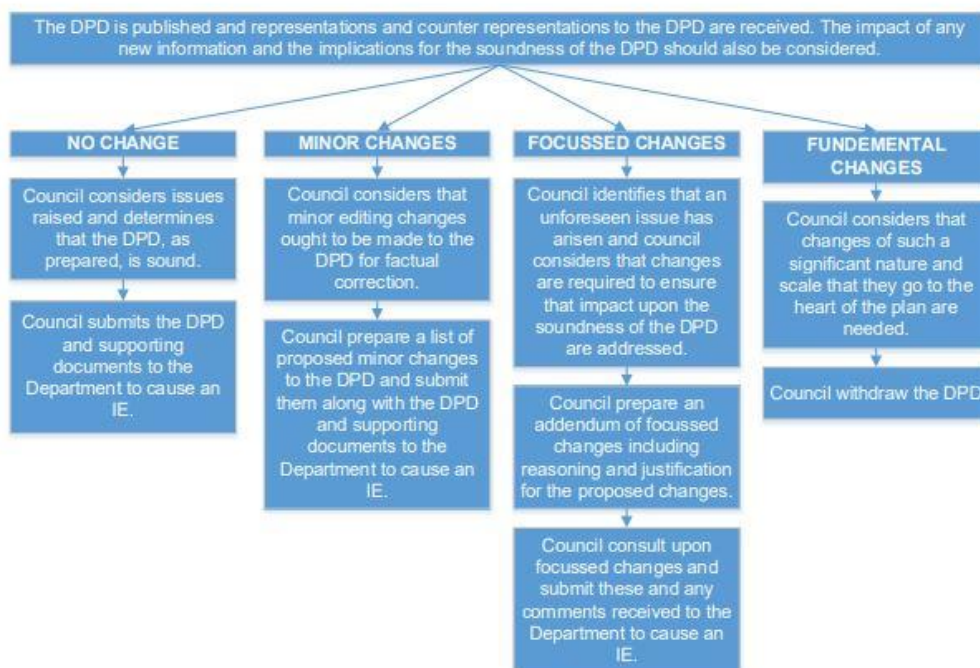 The DPD is published and representations and counter representations to the DPD are received. The impact of any
new information and the implications for the soundness of the DPD should also be considered.
NO CHANGE
Council considers issues
raised and determines
that the DPD, as
prepared, is sound.
Council submits the DPD
and supporting
documents to the
Department to cause an
IE.
MINOR CHANGES
Council considers that
minor editing changes
ought to be made to the
DPD for factual
correction.
Council prepare a list of
proposed minor changes
to the DPD and submit
them along with the DPD
and supporting
documents to the
Department to cause an
IE.
FOCUSSED CHANGES
Council identifies that an
unforeseen issue has
arisen and council
considers that changes
are required to ensure
that impact upon the
soundness of the DPD
are addressed.
Council prepare an
addendum of focussed
changes including
reasoning and justification
for the proposed changes.
Council consult upon
focussed changes and
submit these and any
comments received to the
Department to cause an
IE.
FUNDEMENTAL
CHANGES
Council considers that
changes of such a
significant nature and
scale that they go to the
heart of the plan are
needed.
Council withdraw the DPD